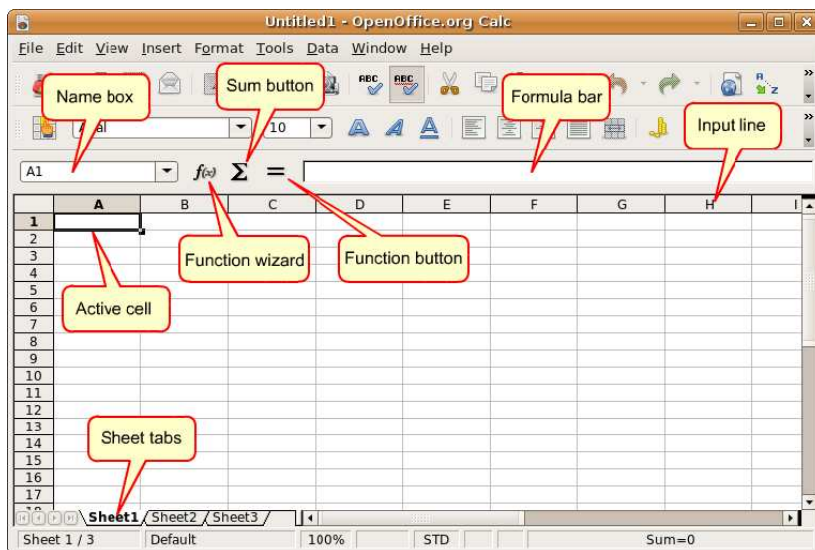 Untitled1 - OpenOffice.org Calc
File Edit View Insert Format Tools Data Window Help
Name box
Sum button
ABC
ABC
Formula bar
A
Z
10
A A A
Input line
A1
f(x) Σ =
A B C D E F G H I
1
2
3
Function wizard
Function button
4
5
Active cell
6
7
8
9
10
11
12
13
Sheet tabs
14
15
16
17
Sheet1 Sheet2 Sheet3
Sheet 1 / 3 Default 100% STD Sum=0